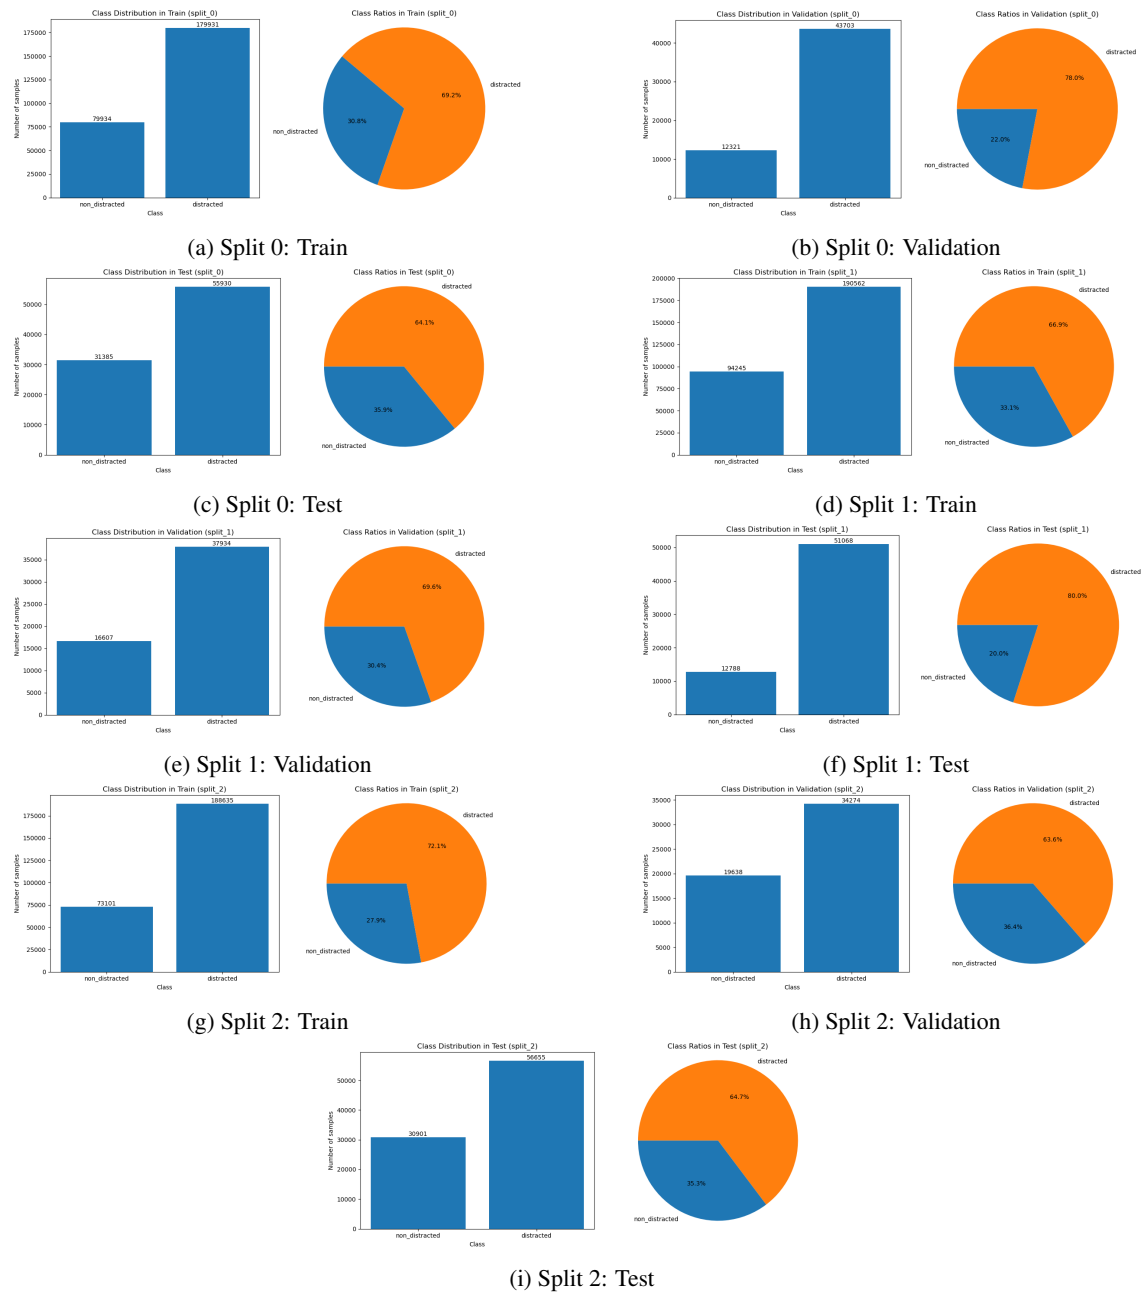 Class Distribution in Train (split_0)
179931
79934
175000
150000
125000
100000
75000
50000
25000
0
Number of samples
non_distracted
distracted
Class
Class Ratios in Train (split_0)
distracted
69.2%
30.8%
non_distracted
(a) Split 0: Train
Class Distribution in Validation (split_0)
43703
12321
40000
30000
20000
10000
0
Number of samples
non_distracted
distracted
Class
Class Ratios in Validation (split_0)
distracted
78.0%
22.0%
non_distracted
(b) Split 0: Validation
Class Distribution in Test (split_0)
55930
31385
50000
40000
30000
20000
10000
0
Number of samples
non_distracted
distracted
Class
Class Ratios in Test (split_0)
distracted
64.1%
35.9%
non_distracted
(c) Split 0: Test
Class Distribution in Train (split_1)
190562
94245
200000
175000
150000
125000
100000
75000
50000
25000
0
Number of samples
non_distracted
distracted
Class
Class Ratios in Train (split_1)
distracted
66.9%
33.1%
non_distracted
(d) Split 1: Train
Class Distribution in Validation (split_1)
37934
16607
35000
30000
25000
20000
15000
10000
5000
0
Number of samples
non_distracted
distracted
Class
Class Ratios in Validation (split_1)
distracted
69.6%
30.4%
non_distracted
(e) Split 1: Validation
Class Distribution in Test (split_1)
51068
12788
50000
40000
30000
20000
10000
0
Number of samples
non_distracted
distracted
Class
Class Ratios in Test (split_1)
distracted
80.0%
20.0%
non_distracted
(f) Split 1: Test
Class Distribution in Train (split_2)
188635
73101
175000
150000
125000
100000
75000
50000
25000
0
Number of samples
non_distracted
distracted
Class
Class Ratios in Train (split_2)
distracted
72.1%
27.9%
non_distracted
(g) Split 2: Train
Class Distribution in Validation (split_2)
34274
19638
35000
30000
25000
20000
15000
10000
5000
0
Number of samples
non_distracted
distracted
Class
Class Ratios in Validation (split_2)
distracted
63.6%
36.4%
non_distracted
(h) Split 2: Validation
Class Distribution in Test (split_2)
56655
30901
50000
40000
30000
20000
10000
0
Number of samples
non_distracted
distracted
Class
Class Ratios in Test (split_2)
distracted
64.7%
35.3%
non_distracted
(i) Split 2: Test